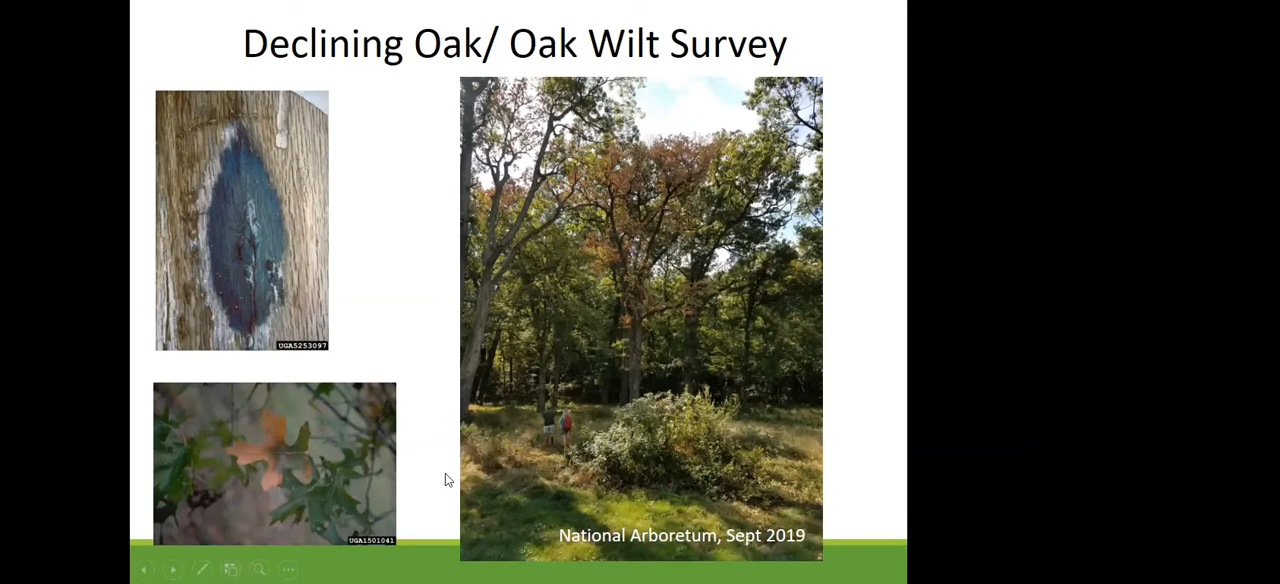 Declining Oak/ Oak Wilt Survey
UGA5253097
UGA1501041
National Arboretum, Sept 2019